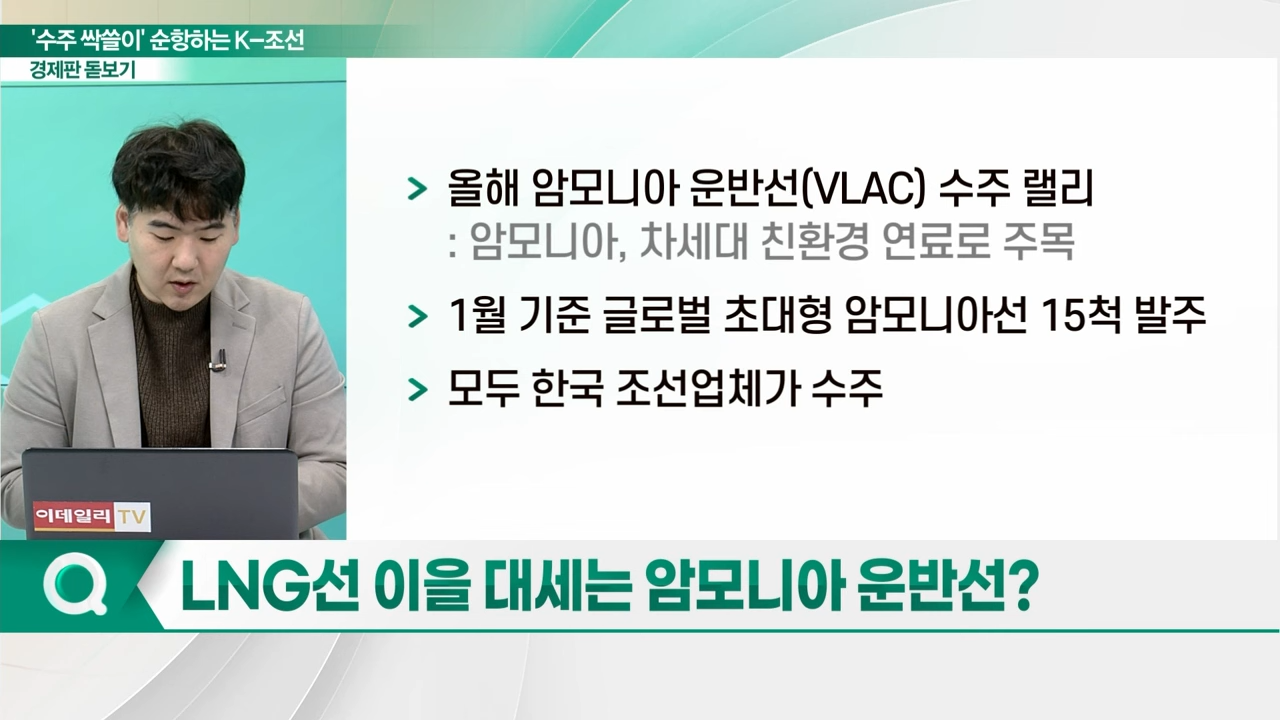 '수주 싹쓸이' 순항하는 K-조선
경제판 돋보기
> 올해 암모니아 운반선(VLAC) 수주 랠리
: 암모니아, 차세대 친환경 연료로 주목
> 1월 기준 글로벌 초대형 암모니아선 15척 발주
> 모두 한국 조선업체가 수주
이데일리TV
LNG선 이을 대세는 암모니아 운반선?